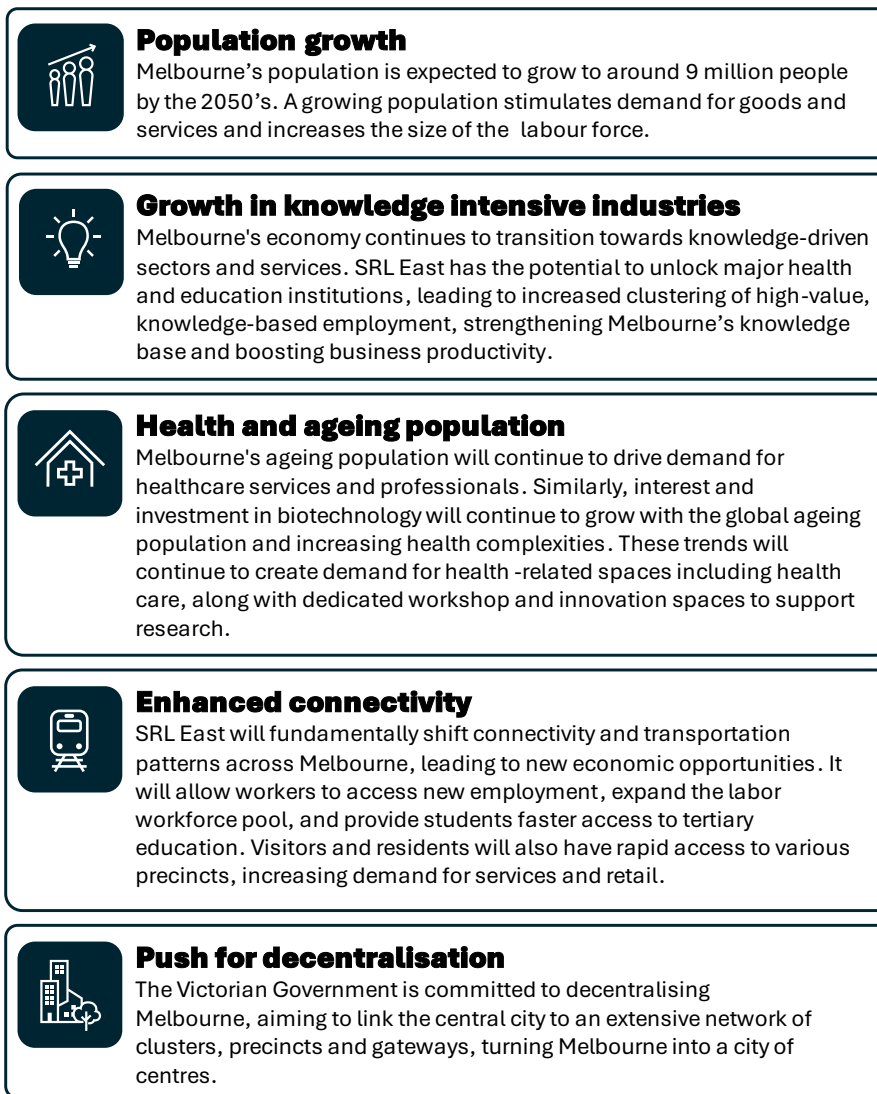 Population growth
Melbourne’s population is expected to grow to around 9 million people
by the 2050’s. A growing population stimulates demand for goods and
services and increases the size of the labour force.
Growth in knowledge intensive industries
Melbourne's economy continues to transition towards knowledge-driven
sectors and services. SRL East has the potential to unlock major health
and education institutions, leading to increased clustering of high-value,
knowledge-based employment, strengthening Melbourne’s knowledge
base and boosting business productivity.
Health and ageing population
Melbourne's ageing population will continue to drive demand for
healthcare services and professionals. Similarly, interest and
investment in biotechnology will continue to grow with the global ageing
population and increasing health complexities. These trends will
continue to create demand for health -related spaces including health
care, along with dedicated workshop and innovation spaces to support
research.
Enhanced connectivity
SRL East will fundamentally shift connectivity and transportation
patterns across Melbourne, leading to new economic opportunities. It
will allow workers to access new employment, expand the labor
workforce pool, and provide students faster access to tertiary
education. Visitors and residents will also have rapid access to various
precincts, increasing demand for services and retail.
Push for decentralisation
The Victorian Government is committed to decentralising
Melbourne, aiming to link the central city to an extensive network of
clusters, precincts and gateways, turning Melbourne into a city of
centres.